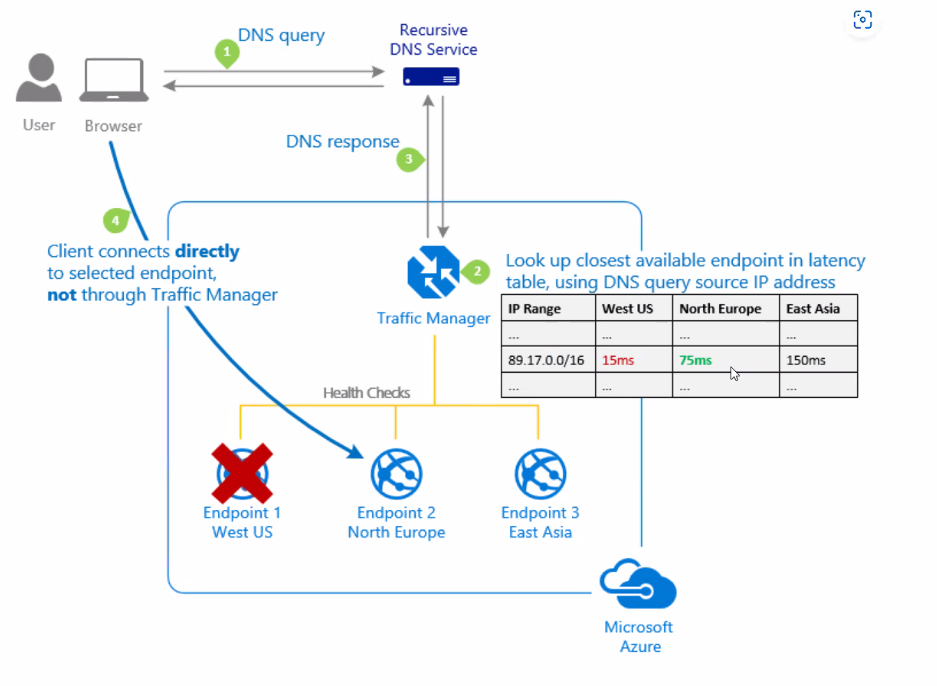 1
DNS query
Recursive
DNS Service
User
Browser
DNS response
3
4
Client connects directly
to selected endpoint,
not through Traffic Manager
2
Look up closest available endpoint in latency
table, using DNS query source IP address
Traffic Manager
IP Range West US North Europe East Asia
... ... ... ...
89.17.0.0/16 15ms 75ms 150ms
... ... ... ...
Health Checks
Endpoint 1
West US
Endpoint 2
North Europe
Endpoint 3
East Asia
Microsoft
Azure